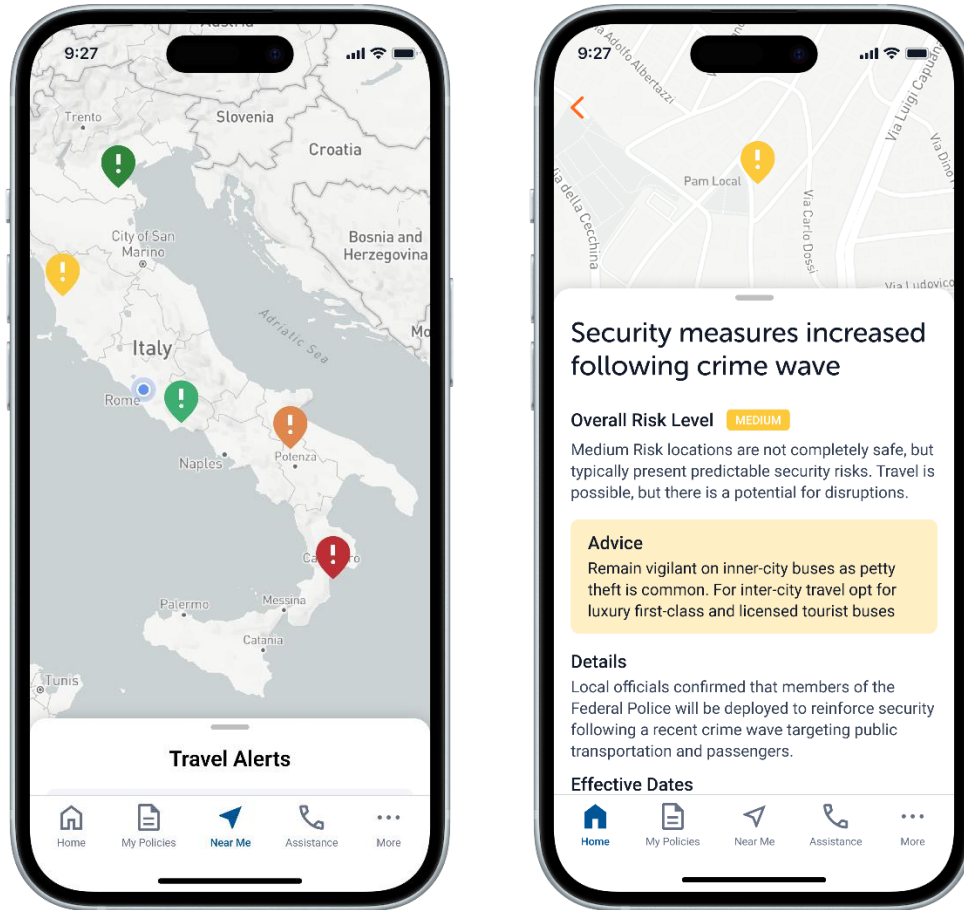 Austria
9:27
Trento
Slovenia
Croatia
City of San
Marino
Bosnia and
Herzegovina
Adriatic Sea
Italy
Rome
Naples
Potenza
Messina
Palermo
Catania
Tunis
Travel Alerts
Home
My Policies
Near Me
Assistance
More
9:27
Via Adolfo Albertazzi
Via Luigi Capuana
Pam Local
Via della Cecchina
Via Carlo Dossi
Via Ludovico
Security measures increased
following crime wave
Overall Risk Level MEDIUM
Medium Risk locations are not completely safe, but
typically present predictable security risks. Travel is
possible, but there is a potential for disruptions.
Advice
Remain vigilant on inner-city buses as petty
theft is common. For inter-city travel opt for
luxury first-class and licensed tourist buses
Details
Local officials confirmed that members of the
Federal Police will be deployed to reinforce security
following a recent crime wave targeting public
transportation and passengers.
Effective Dates
Home
My Policies
Near Me
Assistance
More